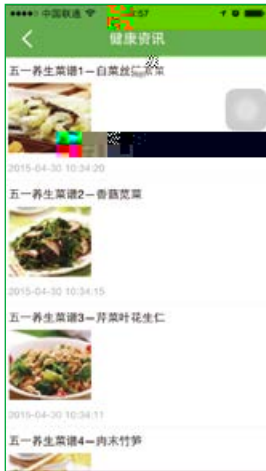 中国联通
:57
健康资讯
五一养生菜谱1—白菜丝
2015-04-30 10:34:20
五一养生菜谱2—香菇苋菜
2015-04-30 10:34:15
五一养生菜谱3—芹菜叶花生仁
2015-04-30 10:34:11
五一养生菜谱4—肉末竹笋